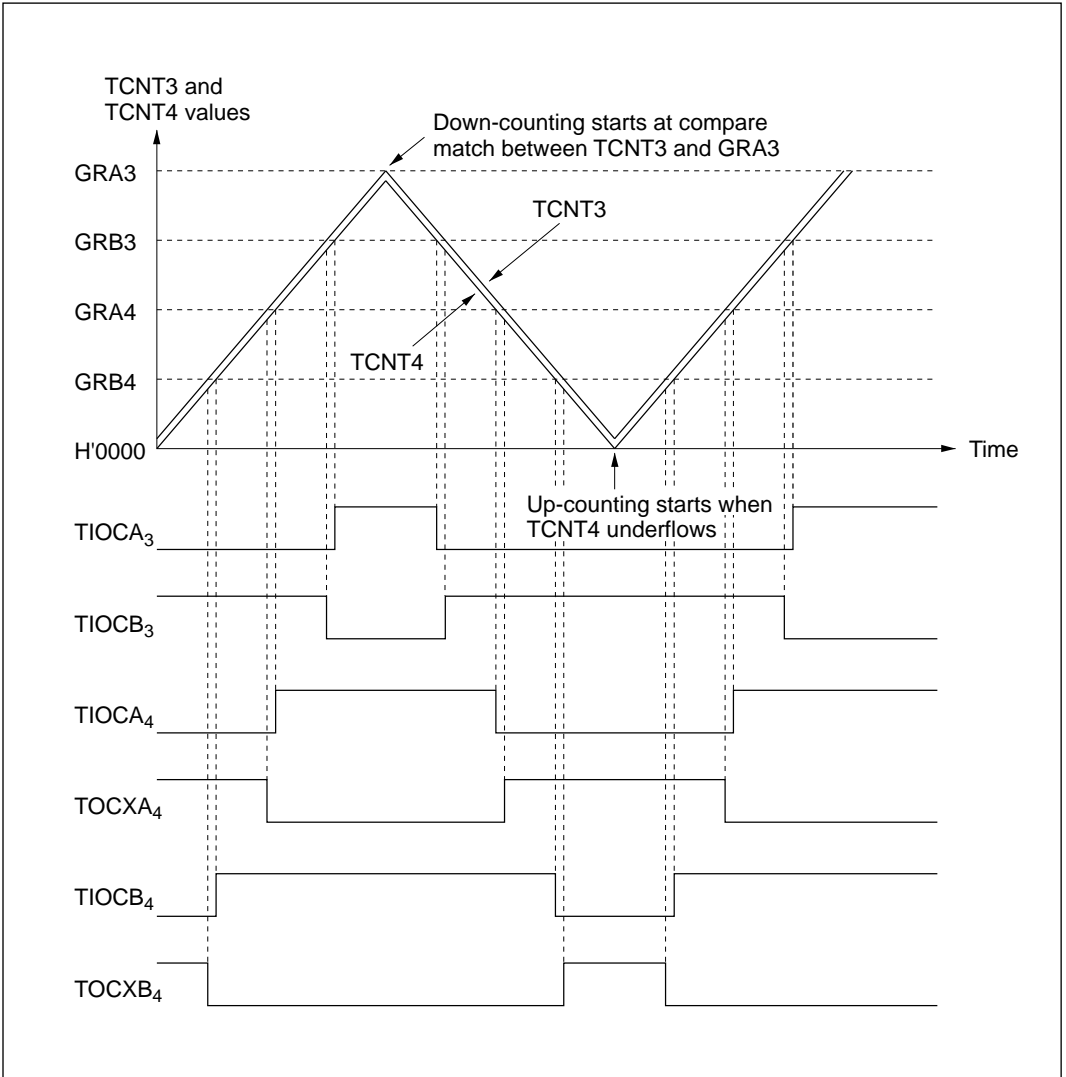 TCNT3 and
TCNT4 values
Down-counting starts at compare
match between TCNT3 and GRA3
GRA3
TCNT3
GRB3
GRA4
TCNT4
GRB4
H'0000
Time
Up-counting starts when
TCNT4 underflows
TIOCA3
TIOCB3
TIOCA4
TOCXA4
TIOCB4
TOCXB4